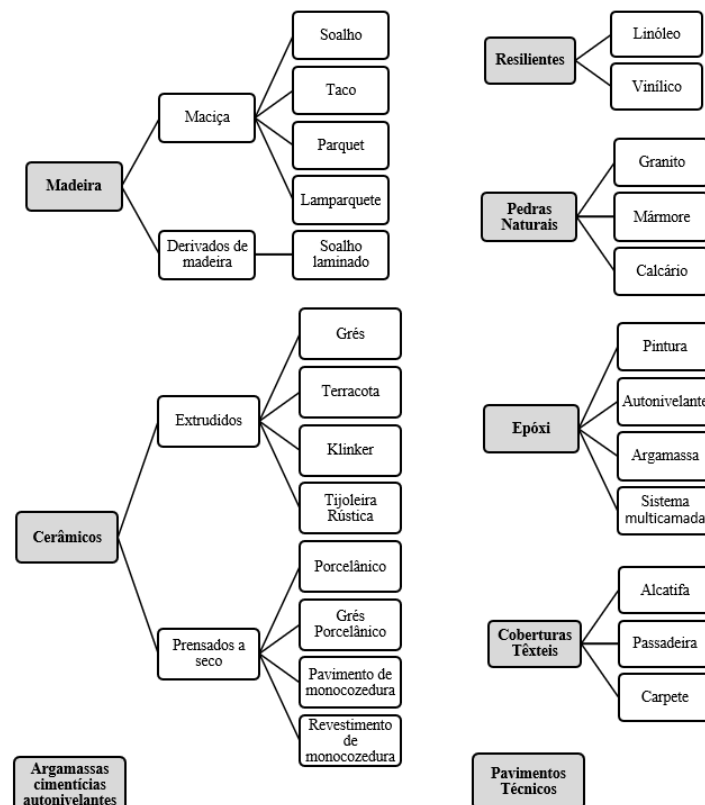 Madeira
Maciça
Soalho
Taco
Parquet
Lamparquete
Derivados de
madeira
Soalho
laminado
Cerâmicos
Extrudidos
Grés
Terracota
Klinker
Tijoleira
Rústica
Prensados a
seco
Porcelânico
Grés
Porcelânico
Pavimento de
monocozedura
Revestimento
de
monocozedura
Argamassas
cimentícias
autonivelantes
Resilientes
Linóleo
Vinílico
Pedras
Naturais
Granito
Mármore
Calcário
Epóxi
Pintura
Autonivelante
Argamassa
Sistema
multicamada
Coberturas
Têxteis
Alcatifa
Passadeira
Carpete
Pavimentos
Técnicos